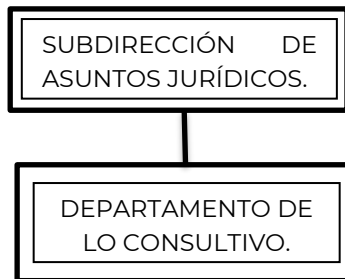 SUBDIRECCIÓN DE
ASUNTOS JURÍDICOS.
DEPARTAMENTO DE
LO CONSULTIVO.